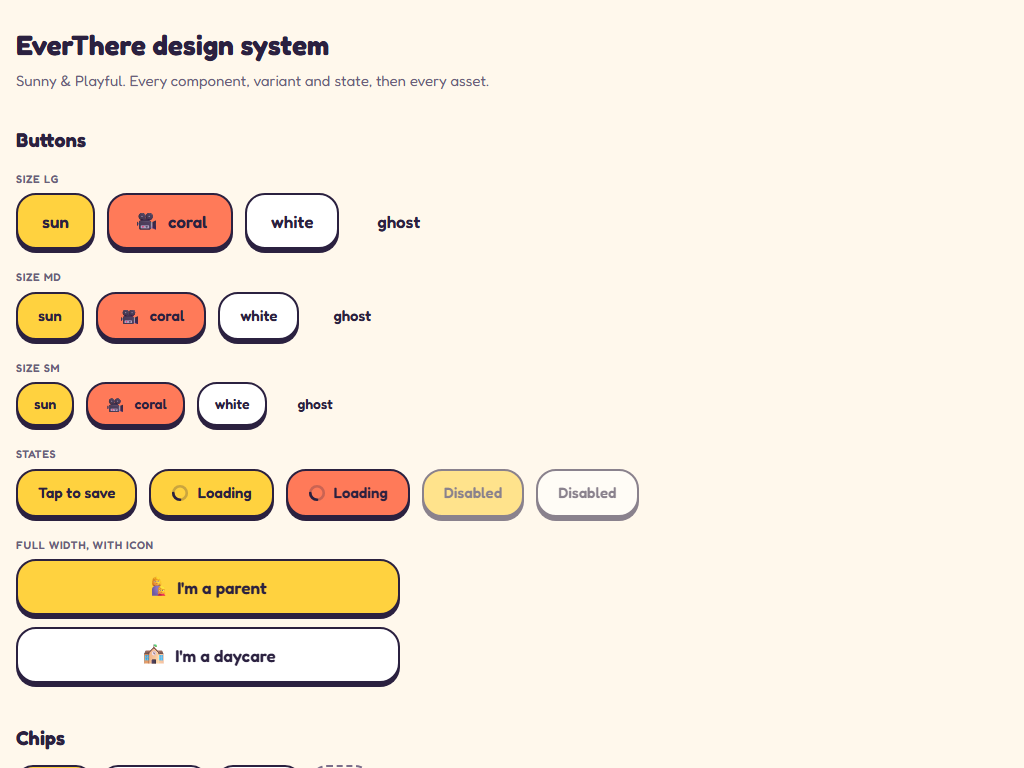 EverThere design system
Sunny & Playful. Every component, variant and state, then every asset.
Buttons
SIZE LG
sun coral white ghost
SIZE MD
sun coral white ghost
SIZE SM
sun coral white ghost
STATES
Tap to save Loading Loading Disabled Disabled
FULL WIDTH, WITH ICON
I'm a parent
I'm a daycare
Chips